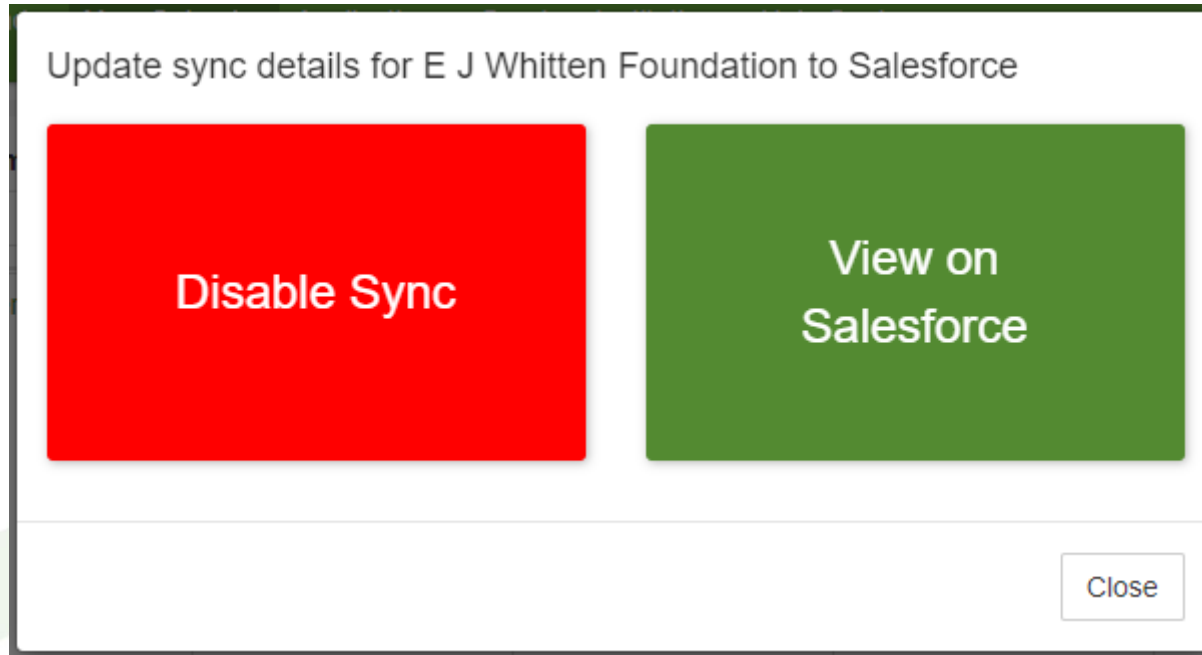 Update sync details for E J Whitten Foundation to Salesforce
Disable Sync
View on
Salesforce
Close